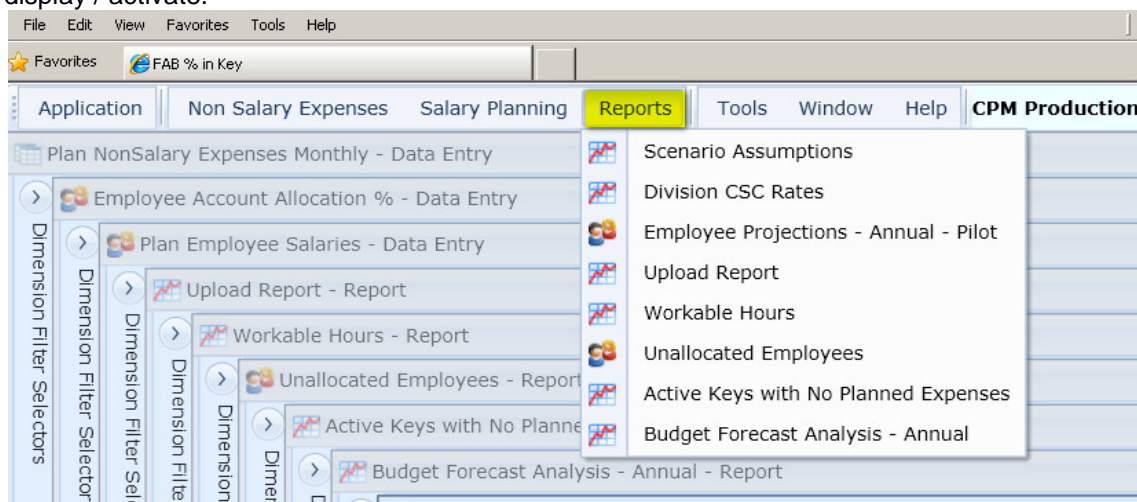 display / activate.
File Edit View Favorites Tools Help
Favorites FAB % in Key
Application Non Salary Expenses Salary Planning Reports Tools Window Help CPM Production
Plan NonSalary Expenses Monthly - Data Entry
Scenario Assumptions
Employee Account Allocation % - Data Entry
Division CSC Rates
Plan Employee Salaries - Data Entry
Employee Projections - Annual - Pilot
Upload Report - Report
Upload Report
Workable Hours - Report
Workable Hours
Unallocated Employees - Report
Unallocated Employees
Active Keys with No Planne
Active Keys with No Planned Expenses
Budget Forecast Analysis - Annual
Budget Forecast Analysis - Annual - Report
Dimension Filter Selectors
Dimension Filter Selector
Dimension Filter Sel
Dimension Filte
Dimension
Dimer